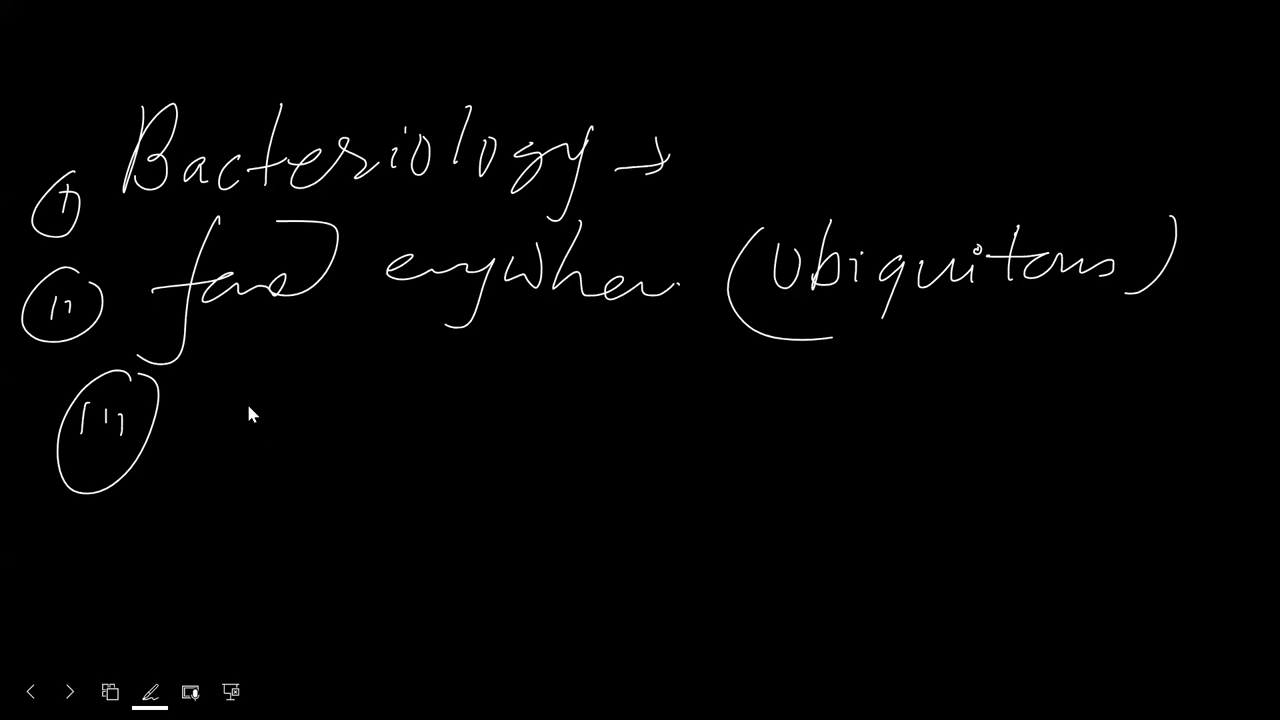 (I) Bacteriology →
(II) found everywhere (Ubiquitous)
(III)